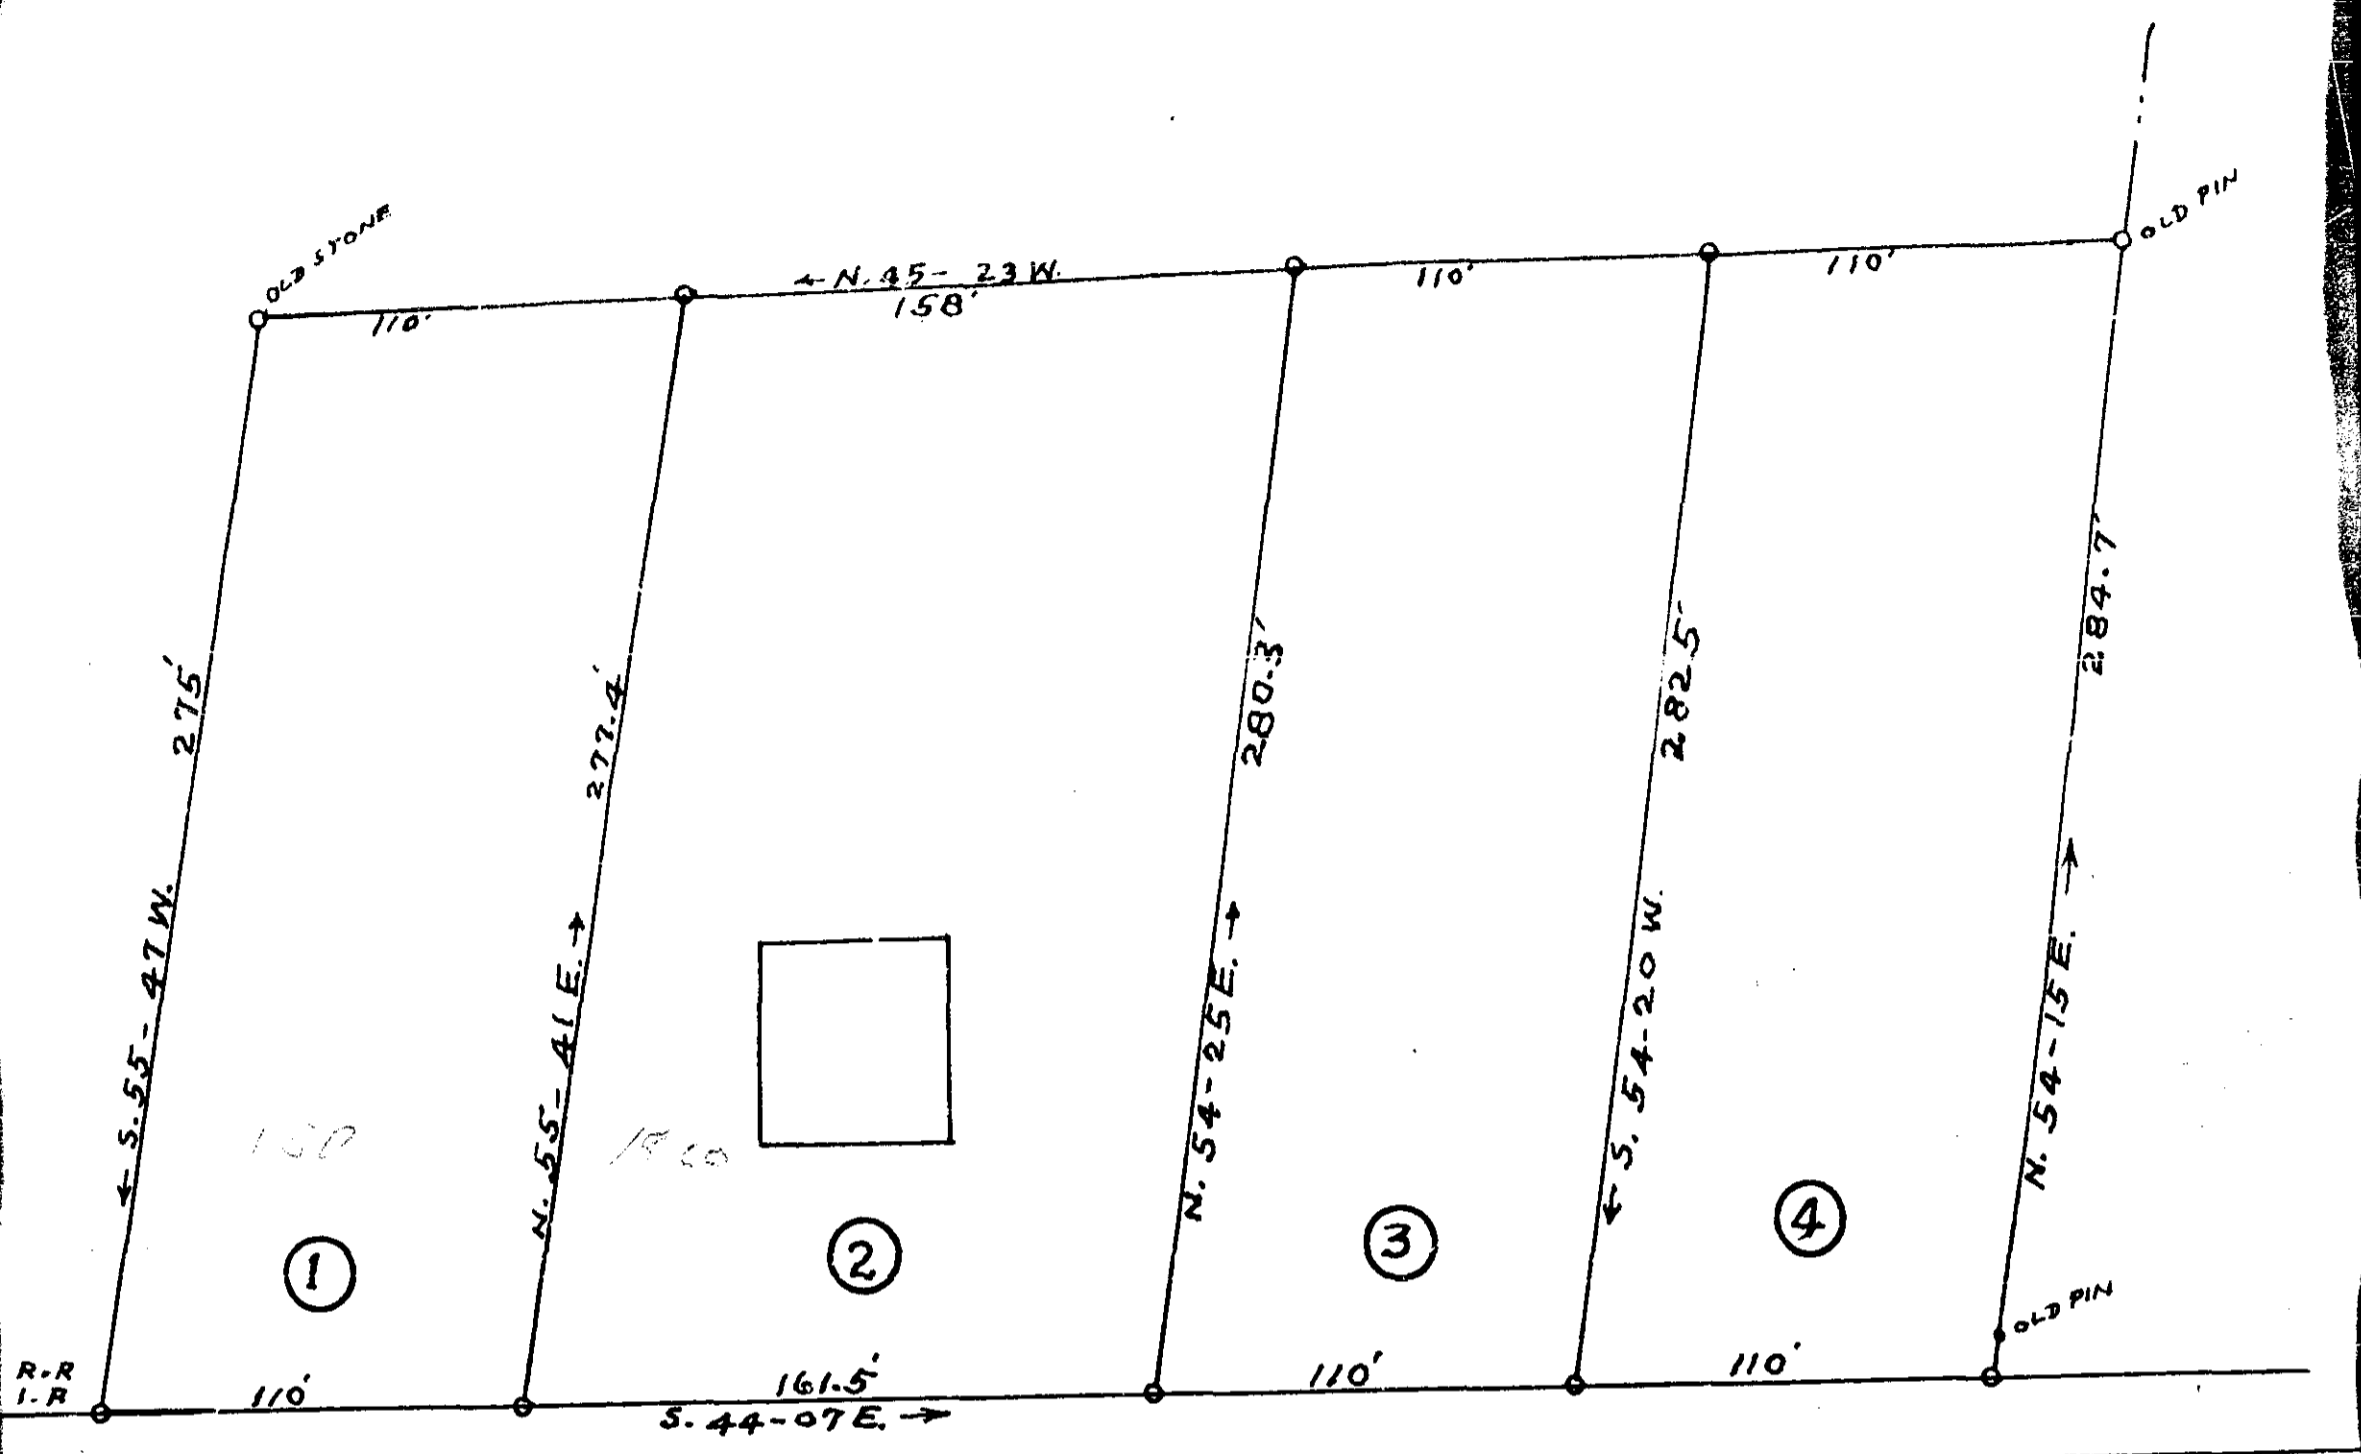 OLD STONE
OLD PIN
← N. 45- 23 W.
110'
158'
110'
110'
275'
277.4'
280.3'
282.5'
284.7'
← S. 55- 47 W.
N. 55- 41 E. →
N. 54-25 E. →
← S. 54-20 W.
N. 54-15 E. →
1
2
3
4
OLD PIN
R.R
I.R
110'
161.5'
110'
110'
S. 44-07 E. →